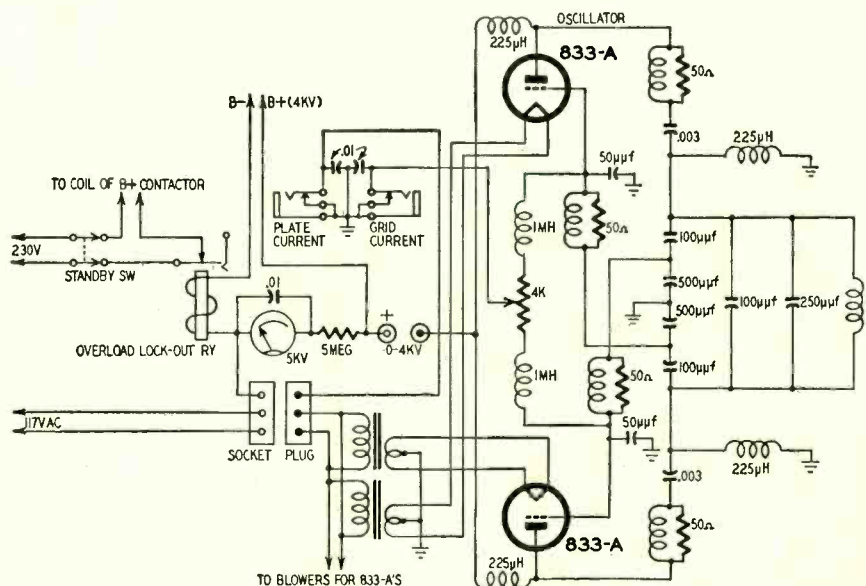 OSCILLATOR
225µH
833-A
50Ω
B-
B+(4KV)
.003
225µH
.01
TO COIL OF B+ CONTACTOR
50µµf
PLATE CURRENT
GRID CURRENT
1MH
50Ω
230V
100µµf
STANDBY SW
.01
4K
500µµf
500µµf
100µµf
250µµf
+
0-4KV
5KV
5MEG
OVERLOAD LOCK-OUT RY
1MH
50Ω
100µµf
117VAC
50µµf
SOCKET
PLUG
225µH
.003
50Ω
833-A
225µH
TO BLOWERS FOR 833-A'S